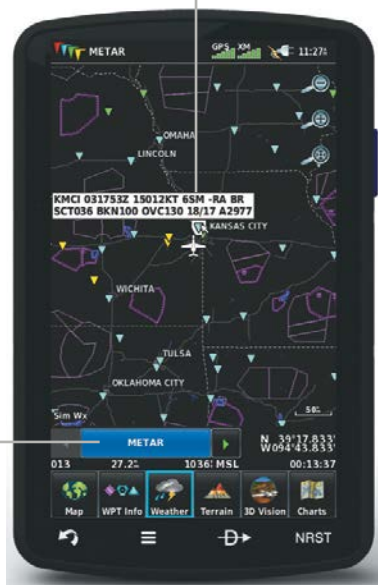 METAR GPS XM 11:27
OMAHA
LINCOLN
KMCI 031753Z 15012KT 6SM -RA BR
SCT036 BKN100 OVC130 18/17 A2977
KANSAS CITY
WICHITA
TULSA
OKLAHOMA CITY
Sim Wx
METAR
N 39°17.833'
W094°43.833'
013 27.2 1036 MSL 00:13:37
Map WPT Info Weather Terrain 3D Vision Charts
NRST